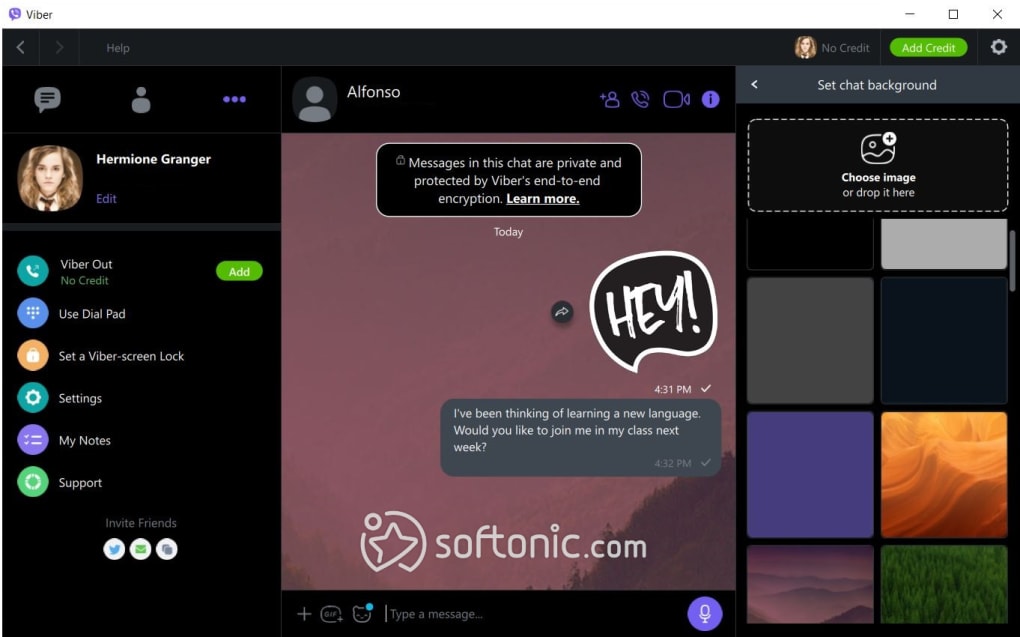 Viber
Help
No Credit
Add Credit
Hermione Granger
Edit
Viber Out
No Credit
Add
Use Dial Pad
Set a Viber-screen Lock
Settings
My Notes
Support
Invite Friends
Alfonso
Messages in this chat are private and
protected by Viber's end-to-end
encryption. Learn more.
Today
HEY!
4:31 PM
I've been thinking of learning a new language.
Would you like to join me in my class next
week?
4:32 PM
softonic.com
GIF
Type a message...
Set chat background
Choose image
or drop it here